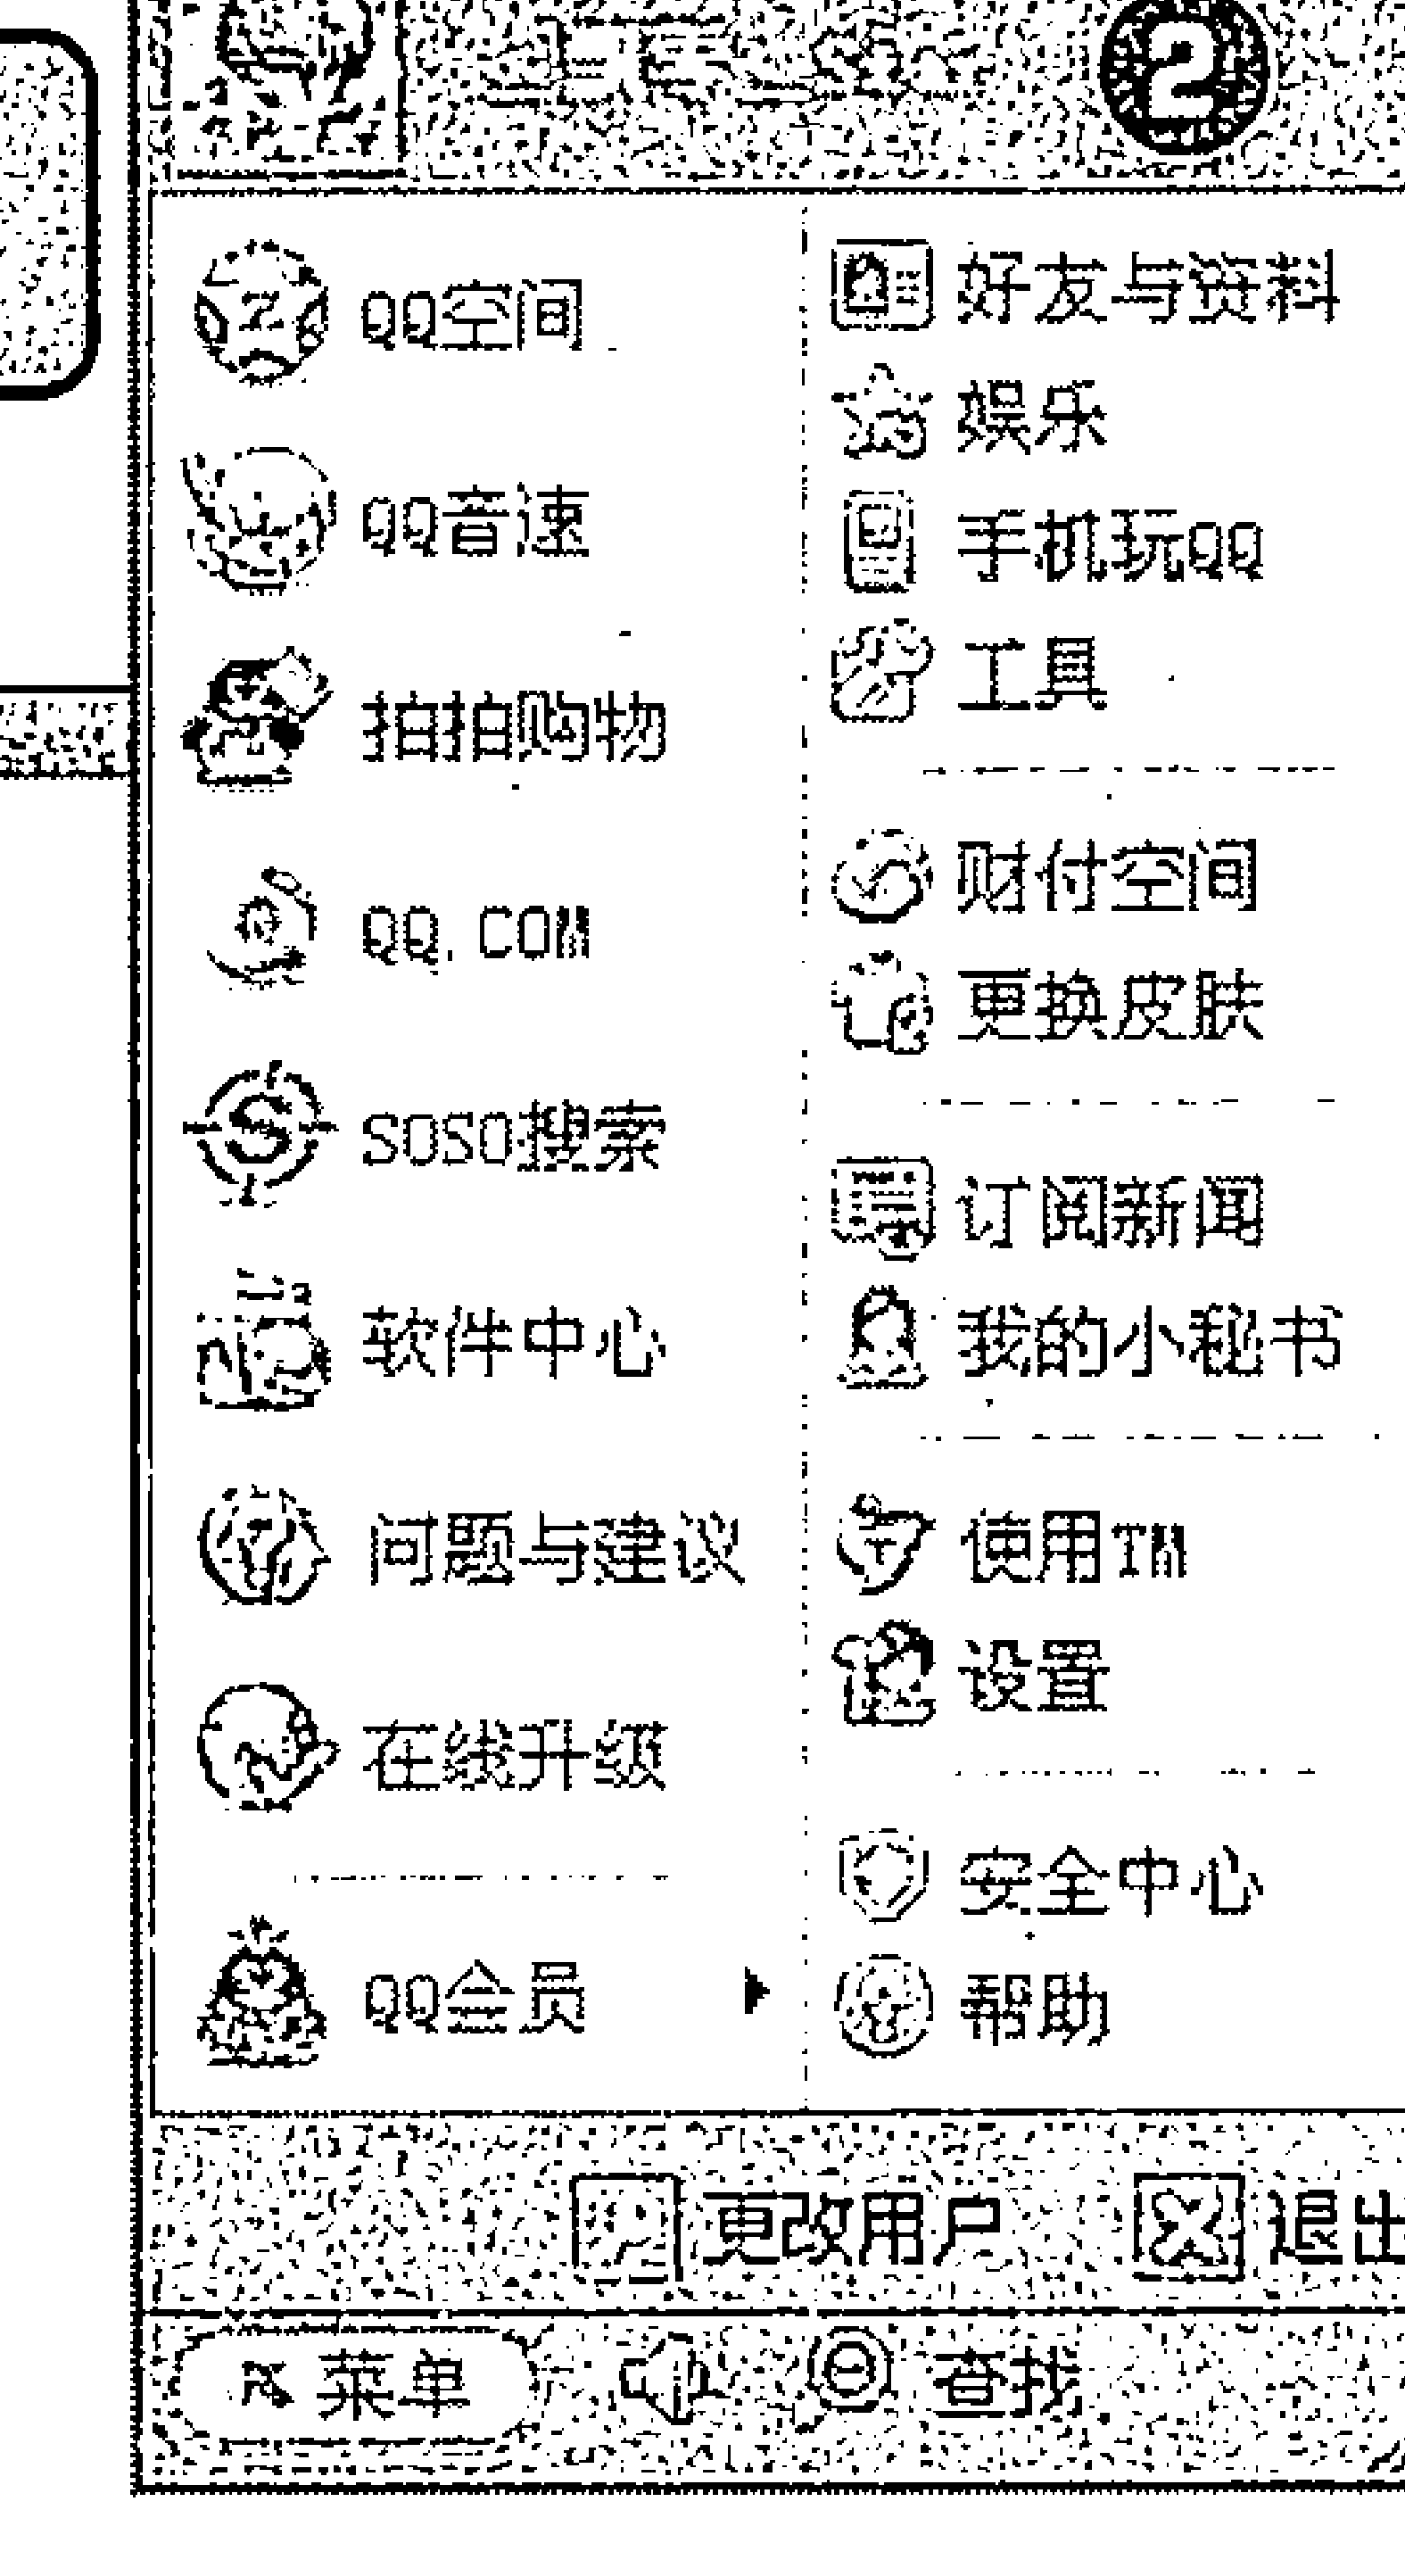 2
QQ空间
QQ音速
拍拍购物
QQ.COM
SOSO搜索
软件中心
问题与建议
在线升级
QQ会员
好友与资料
娱乐
手机玩QQ
工具
财付空间
更换皮肤
订阅新闻
我的小秘书
使用TM
设置
安全中心
帮助
更改用户
退出
菜单
查找